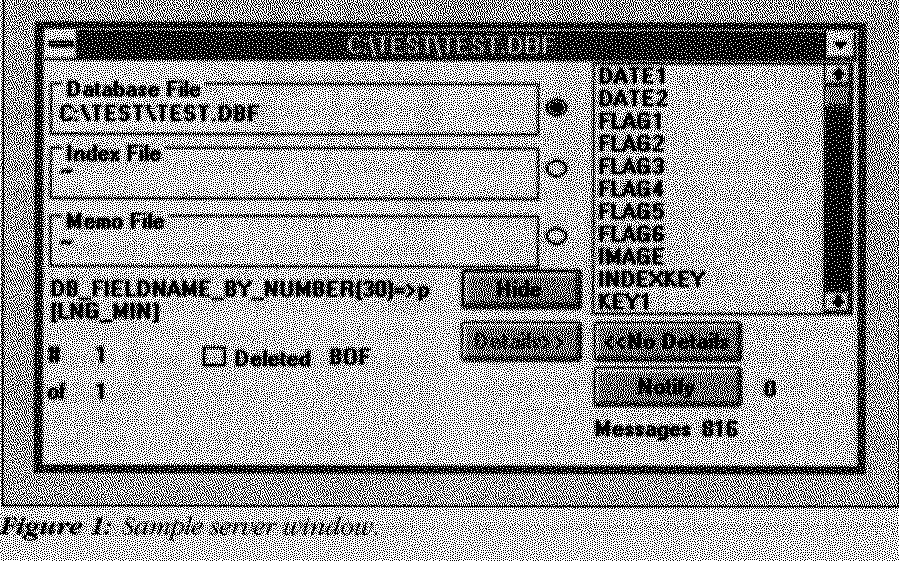 C:\TEST\TEST.DBF
Database File
C:\TEST\TEST.DBF
Index File
~
Memo File
~
DB_FIELDNAME_BY_NUMBER(30)=>p
(LNG_MIN)
# 1
Deleted BOF
of 1
Hide
Details>>
DATE1
DATE2
FLAG1
FLAG2
FLAG3
FLAG4
FLAG5
FLAG6
IMAGE
INDEXKEY
KEY1
<<No Details
Notify 0
Messages 816
Figure 1: Sample server window.